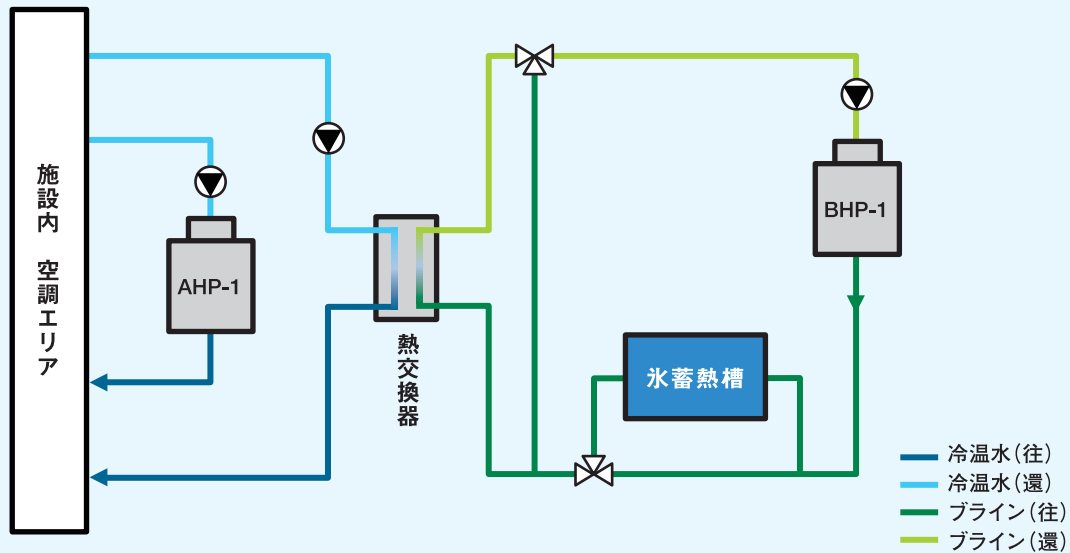 施設内 空調エリア
AHP-1
熱交換器
BHP-1
氷蓄熱槽
冷温水(往)
冷温水(還)
ブライン(往)
ブライン(還)